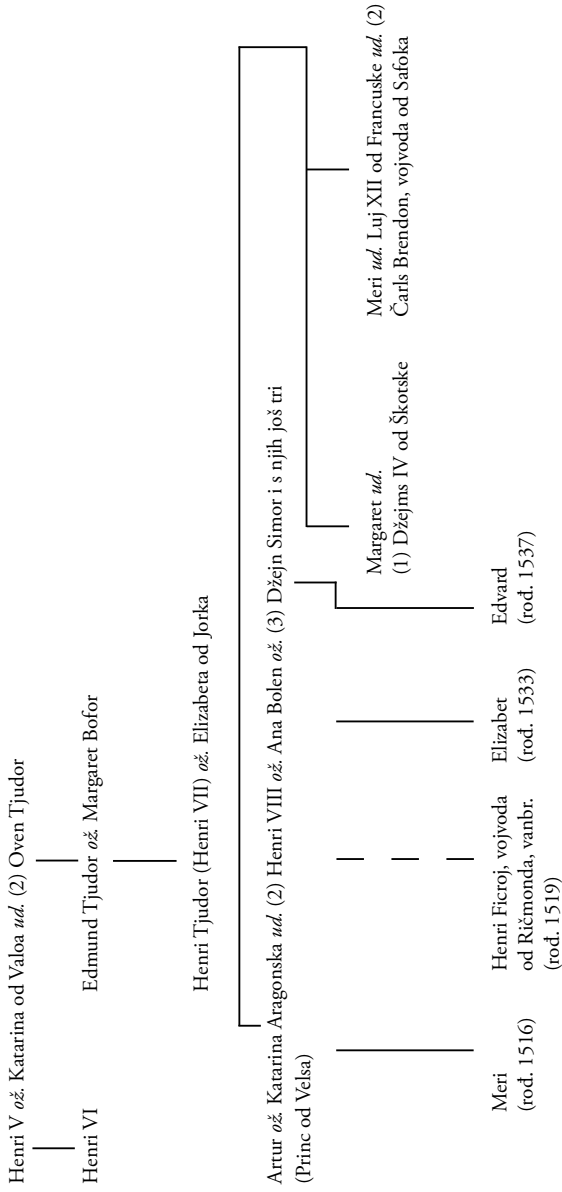 Henri V ož. Katarina od Valoa ud. (2) Oven Tjudor
Henri VI
Edmund Tjudor ož. Margaret Bofor
Henri Tjudor (Henri VII) ož. Elizabeta od Jorka
Artur ož. Katarina Aragonska ud. (2) Henri VIII ož. Ana Bolen ož. (3) Džejn Simor i s njih još tri
(Princ od Velsa)
Margaret ud.
(1) Džejms IV od Škotske
Meri ud. Luj XII od Francuske ud. (2)
Čarls Brendon, vojvoda od Safoka
Meri
(rođ. 1516)
Henri Ficroj, vojvoda
od Ričmonda, vanbr.
(rođ. 1519)
Elizabet
(rođ. 1533)
Edvard
(rođ. 1537)